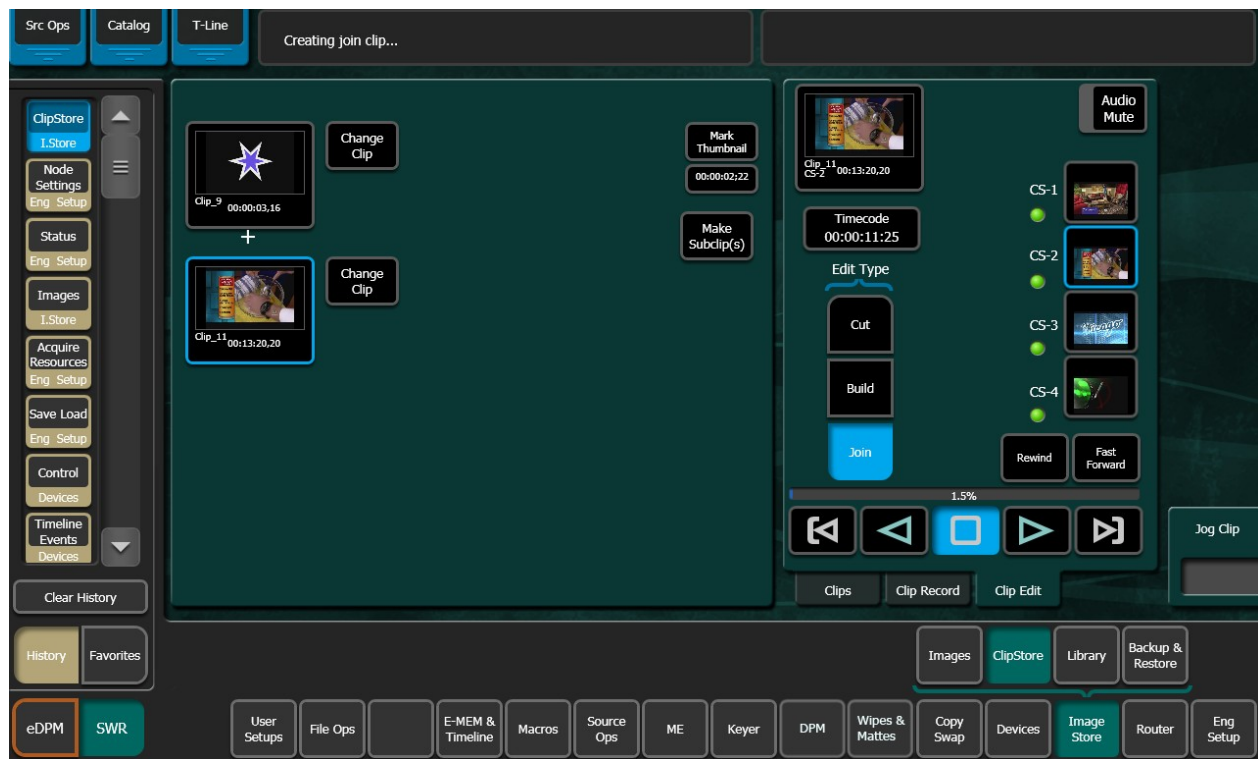 Src Ops
Catalog
T-Line
Creating join clip...
ClipStore
I.Store
Node
Settings
Eng Setup
Status
Eng Setup
Images
I.Store
Acquire
Resources
Eng Setup
Save Load
Eng Setup
Control
Devices
Timeline
Events
Devices
Clear History
History
Favorites
eDPM
SWR
Clip_9 00:00:03,16
Change
Clip
+
Clip_11 00:13:20,20
Change
Clip
Mark
Thumbnail
00:00:02;22
Make
Subclip(s)
Clip_11
CS-2 00:13:20,20
Audio
Mute
Timecode
00:00:11:25
Edit Type
Cut
Build
Join
CS-1
CS-2
CS-3
CS-4
Rewind
Fast
Forward
1.5%
Jog Clip
Clips
Clip Record
Clip Edit
Images
ClipStore
Library
Backup &
Restore
User
Setups
File Ops
E-MEM &
Timeline
Macros
Source
Ops
ME
Keyer
DPM
Wipes &
Mattes
Copy
Swap
Devices
Image
Store
Router
Eng
Setup